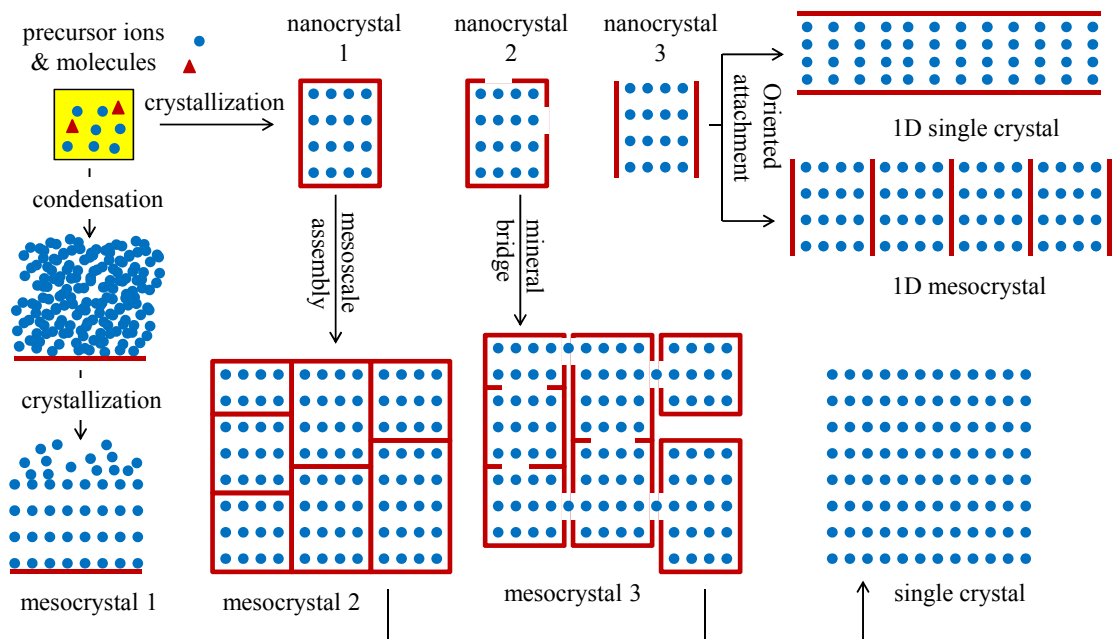 precursor ions
& molecules
nanocrystal
1
nanocrystal
2
nanocrystal
3
crystallization
Oriented
attachment
1D single crystal
condensation
mesoscale
assembly
mineral
bridge
1D mesocrystal
crystallization
mesocrystal 1
mesocrystal 2
mesocrystal 3
single crystal